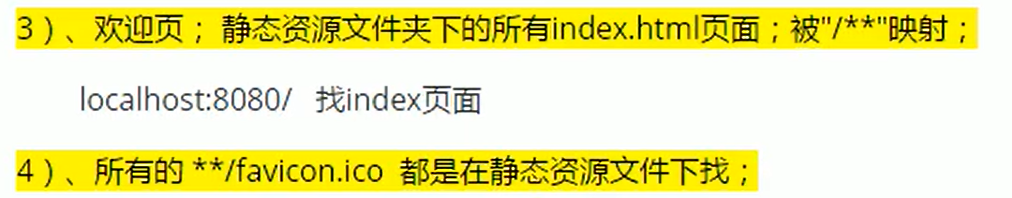 3）、欢迎页； 静态资源文件夹下的所有index.html页面；被"/**"映射；
localhost:8080/ 找index页面
4）、所有的 **/favicon.ico 都是在静态资源文件下找；